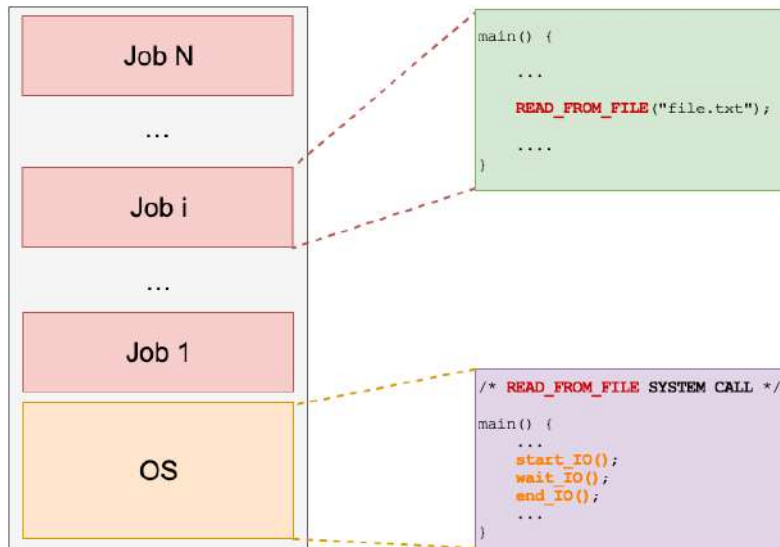 Job N
...
Job i
...
Job 1
OS
main() {
...
READ_FROM_FILE("file.txt");
....
}
/* READ_FROM_FILE SYSTEM CALL */
main() {
...
start_IO();
wait_IO();
end_IO();
...
}